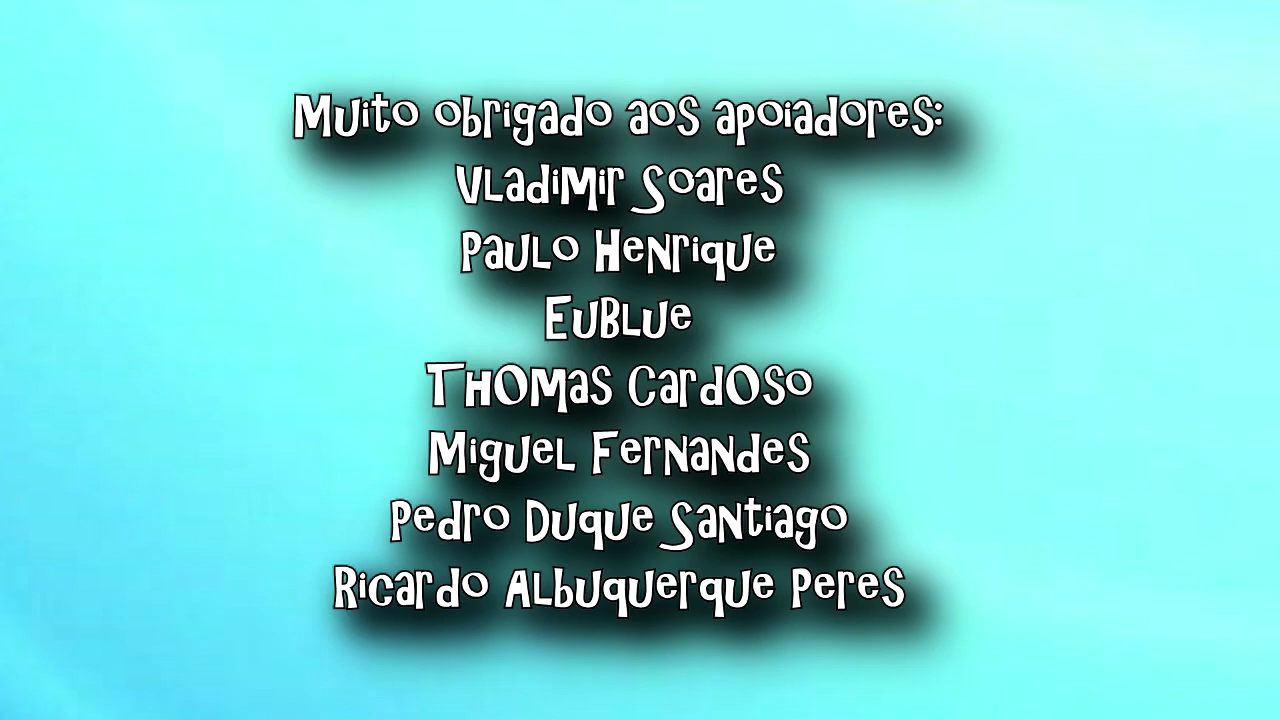 Muito obrigado aos apoiadores:
Vladimir Soares
Paulo Henrique
EuBlue
Thomas Cardoso
Miguel Fernandes
Pedro Duque Santiago
Ricardo Albuquerque Peres